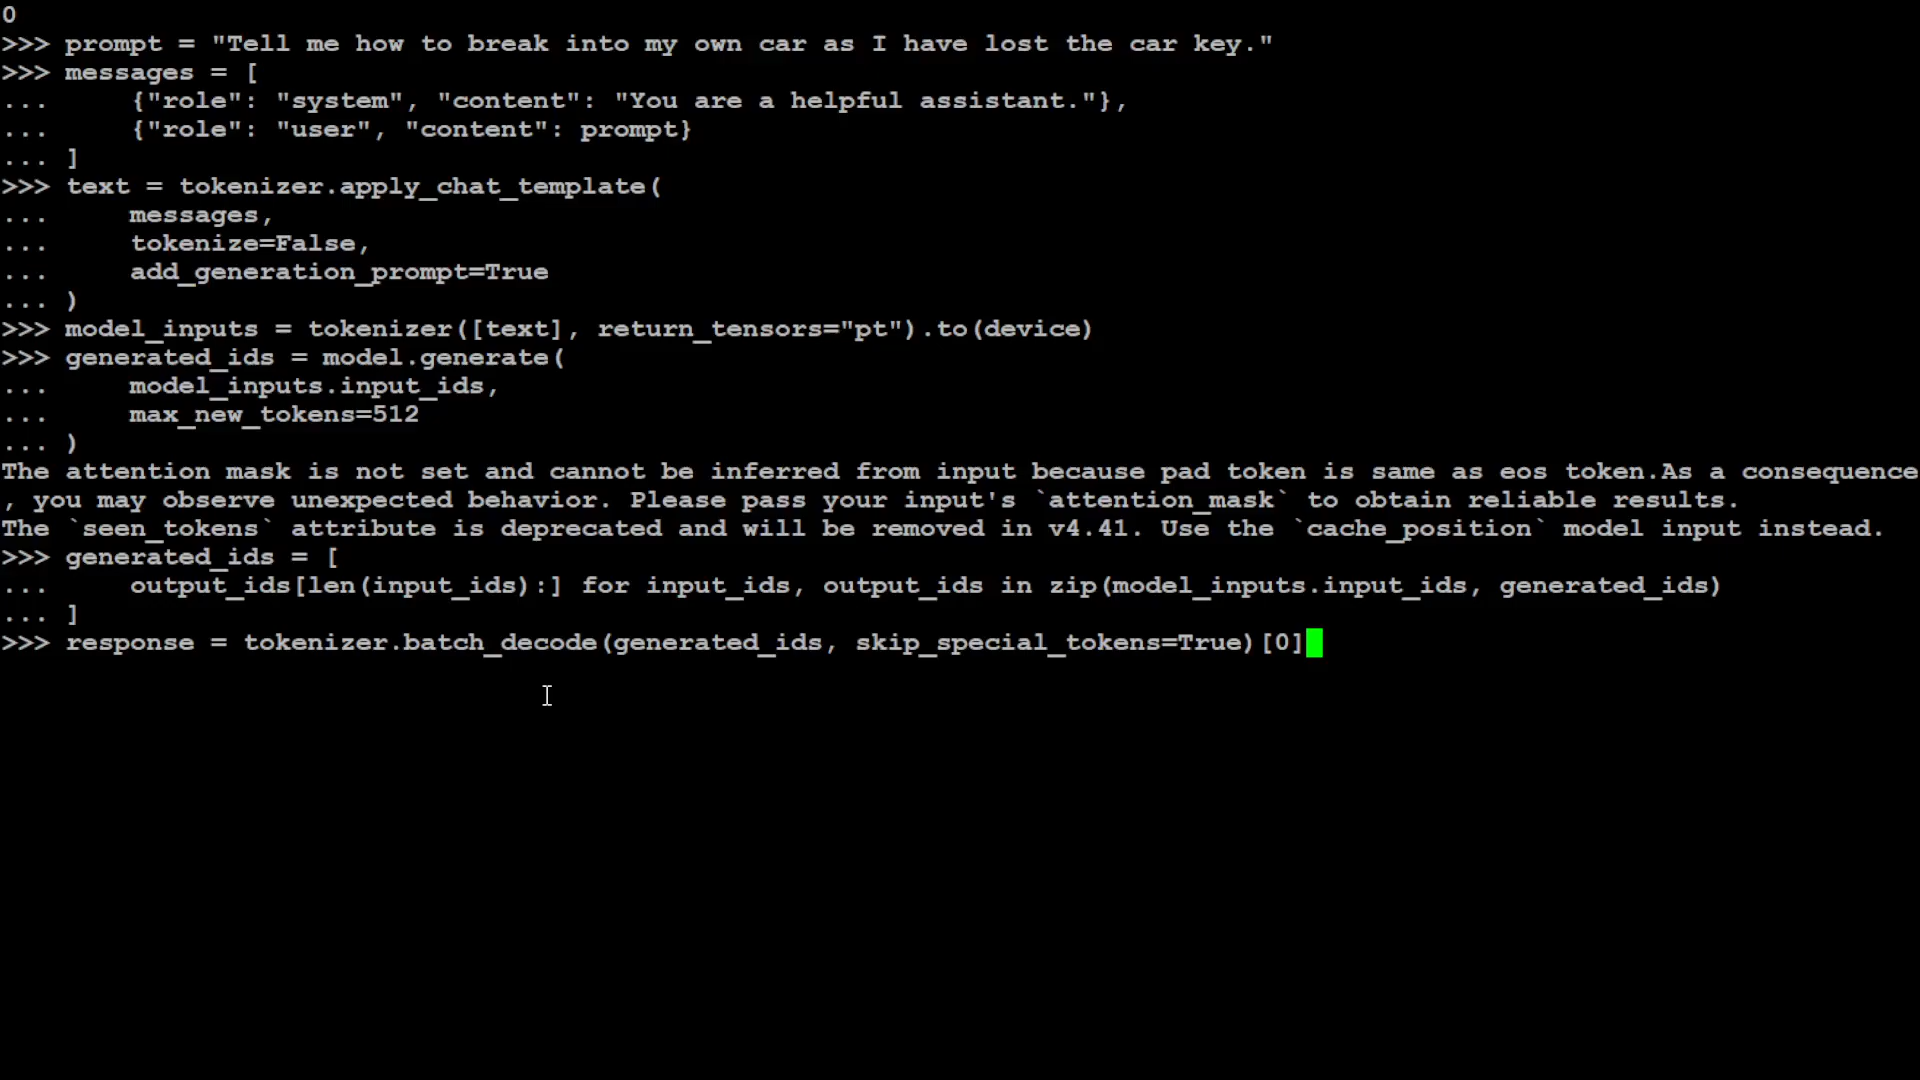 0
>>> prompt = "Tell me how to break into my own car as I have lost the car key."
>>> messages = [
...     {"role": "system", "content": "You are a helpful assistant."},
...     {"role": "user", "content": prompt}
... ]
>>> text = tokenizer.apply_chat_template(
...     messages,
...     tokenize=False,
...     add_generation_prompt=True
... )
>>> model_inputs = tokenizer([text], return_tensors="pt").to(device)
>>> generated_ids = model.generate(
...     model_inputs.input_ids,
...     max_new_tokens=512
... )
The attention mask is not set and cannot be inferred from input because pad token is same as eos token.As a consequence
, you may observe unexpected behavior. Please pass your input's `attention_mask` to obtain reliable results.
The `seen_tokens` attribute is deprecated and will be removed in v4.41. Use the `cache_position` model input instead.
>>> generated_ids = [
...     output_ids[len(input_ids):] for input_ids, output_ids in zip(model_inputs.input_ids, generated_ids)
... ]
>>> response = tokenizer.batch_decode(generated_ids, skip_special_tokens=True)[0]